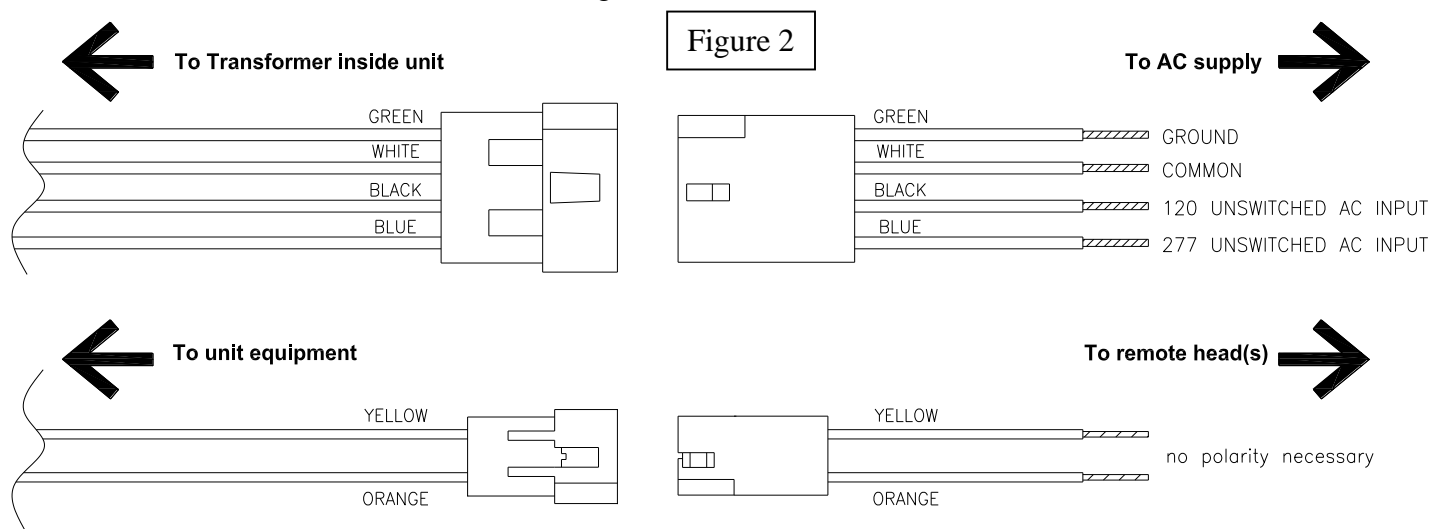 Figure 2
To Transformer inside unit
To AC supply
GREEN
WHITE
BLACK
BLUE
GREEN
WHITE
BLACK
BLUE
GROUND
COMMON
120 UNSWITCHED AC INPUT
277 UNSWITCHED AC INPUT
To unit equipment
To remote head(s)
YELLOW
ORANGE
YELLOW
ORANGE
no polarity necessary